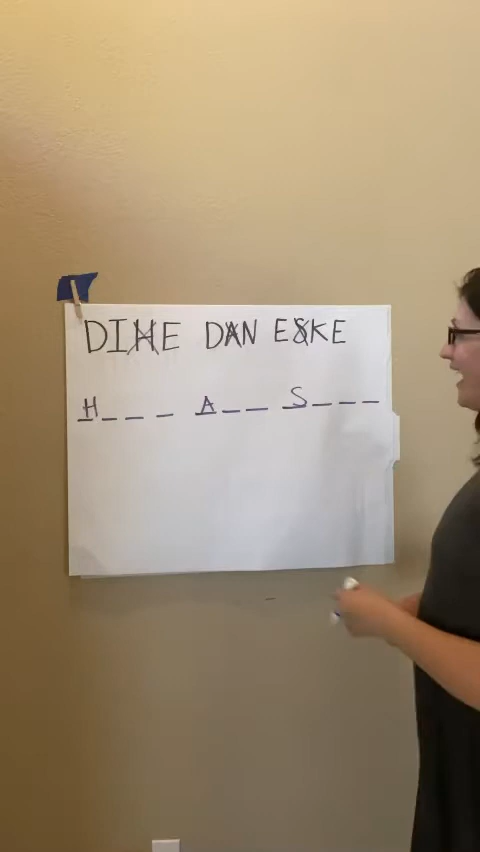 DIHE DAN ESKE
H _ _ _ A _ _ S _ _ _